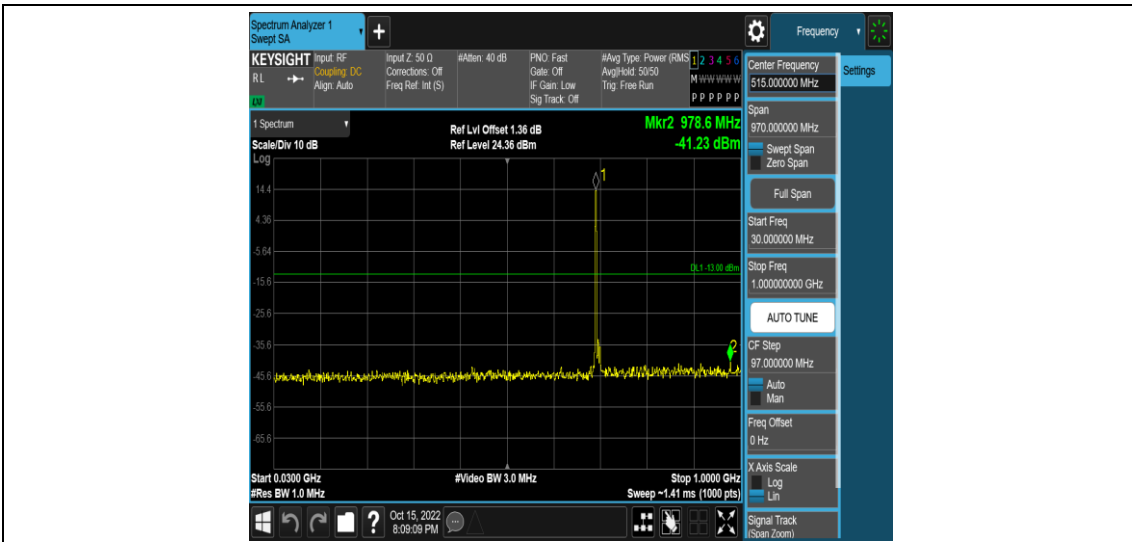 Spectrum Analyzer 1
Swept SA
+
Frequency
KEYSIGHT
RL
LXI
Input: RF
Coupling: DC
Align: Auto
Input Z: 50 Ω
Corrections: Off
Freq Ref: Int (S)
#Atten: 40 dB
PNO: Fast
Gate: Off
IF Gain: Low
Sig Track: Off
#Avg Type: Power (RMS
Avg|Hold: 50/50
Trig: Free Run
1 2 3 4 5 6
M W W W W W
P P P P P P
Center Frequency
515.000000 MHz
Settings
Span
970.000000 MHz
Swept Span
Zero Span
Full Span
Start Freq
30.000000 MHz
Stop Freq
1.000000000 GHz
AUTO TUNE
CF Step
97.000000 MHz
Auto
Man
Freq Offset
0 Hz
X Axis Scale
Log
Lin
Signal Track
(Span Zoom)
1 Spectrum
Scale/Div 10 dB
Log
Ref Lvl Offset 1.36 dB
Ref Level 24.36 dBm
Mkr2 978.6 MHz
-41.23 dBm
1
14.4
4.36
-5.64
DL1 -13.00 dBm
-15.6
-25.6
-35.6
2
-45.6
-55.6
-65.6
Start 0.0300 GHz
#Res BW 1.0 MHz
#Video BW 3.0 MHz
Stop 1.0000 GHz
Sweep ~1.41 ms (1000 pts)
?
Oct 15, 2022
8:09:09 PM